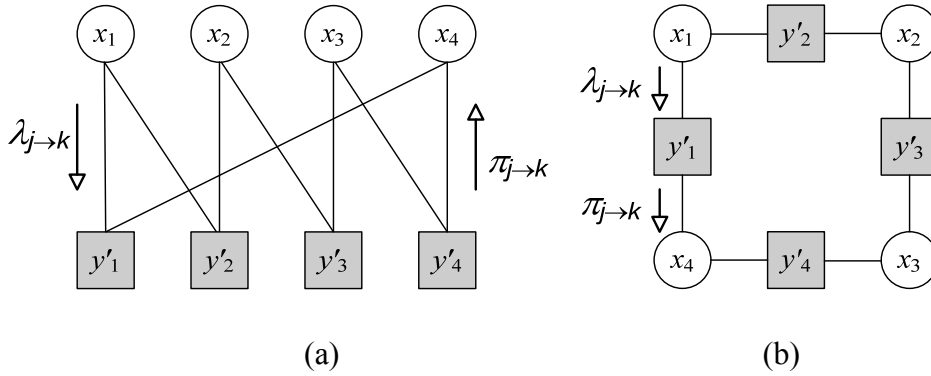 x₁ x₂ x₃ x₄
λj→k
πj→k
y'₁ y'₂ y'₃ y'₄
(a)
x₁ y'₂ x₂
λj→k
y'₁ y'₃
πj→k
x₄ y'₄ x₃
(b)